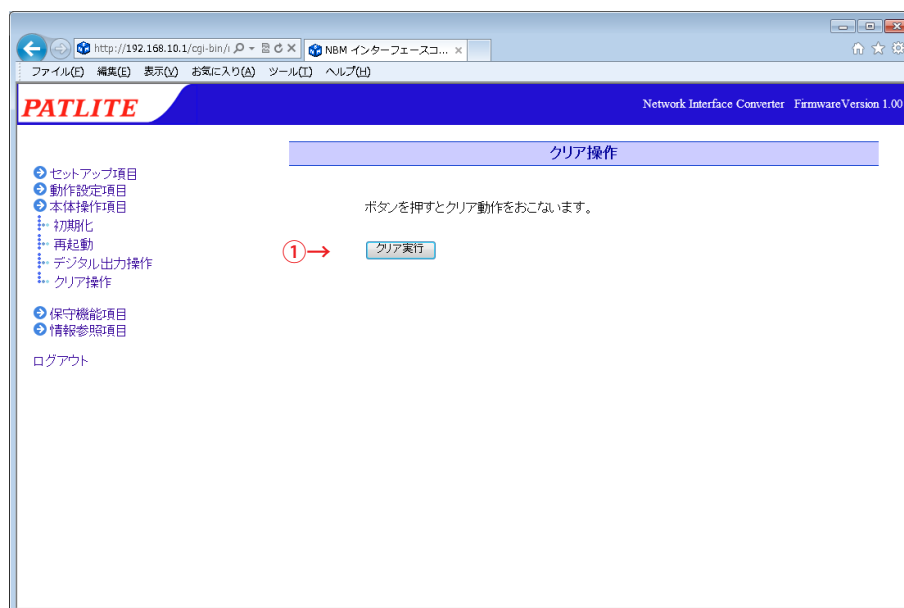 http://192.168.10.1/cgi-bin/i
NBM インターフェースコ...
ファイル(F) 編集(E) 表示(V) お気に入り(A) ツール(T) ヘルプ(H)
PATLITE
Network Interface Converter FirmwareVersion 1.00
クリア操作
セットアップ項目
動作設定項目
本体操作項目
初期化
再起動
デジタル出力操作
クリア操作
保守機能項目
情報参照項目
ログアウト
ボタンを押すとクリア動作をおこないます。
①→ クリア実行